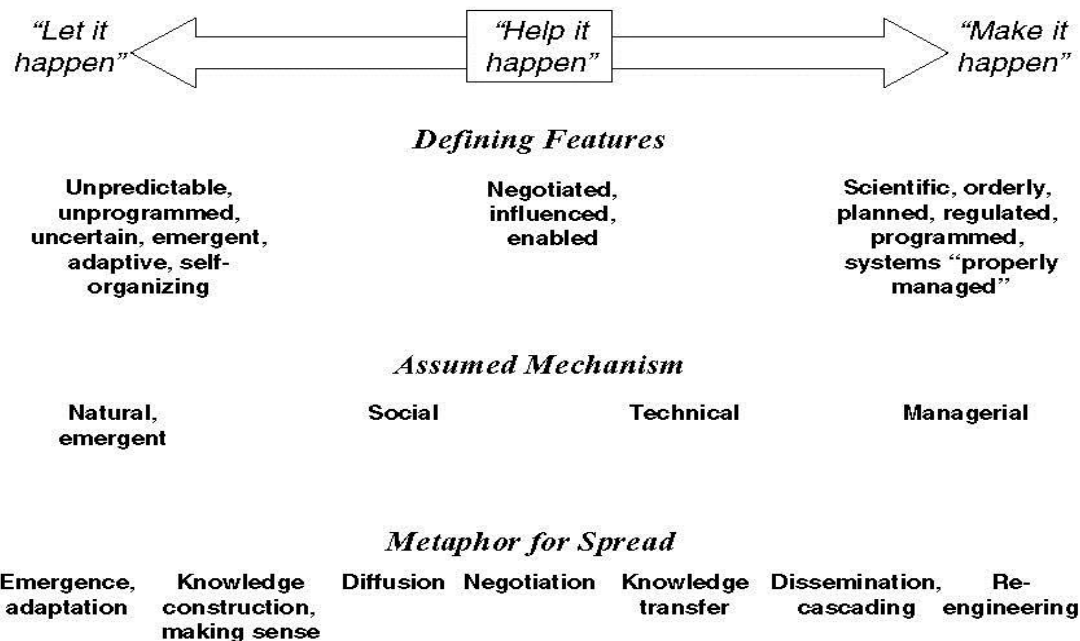 “Let it
happen”
“Help it
happen”
“Make it
happen”
Defining Features
Unpredictable,
unprogrammed,
uncertain, emergent,
adaptive, self-
organizing
Negotiated,
influenced,
enabled
Scientific, orderly,
planned, regulated,
programmed,
systems “properly
managed”
Assumed Mechanism
Natural,
emergent
Social
Technical
Managerial
Metaphor for Spread
Emergence,
adaptation
Knowledge
construction,
making sense
Diffusion
Negotiation
Knowledge
transfer
Dissemination,
cascading
Re-
engineering